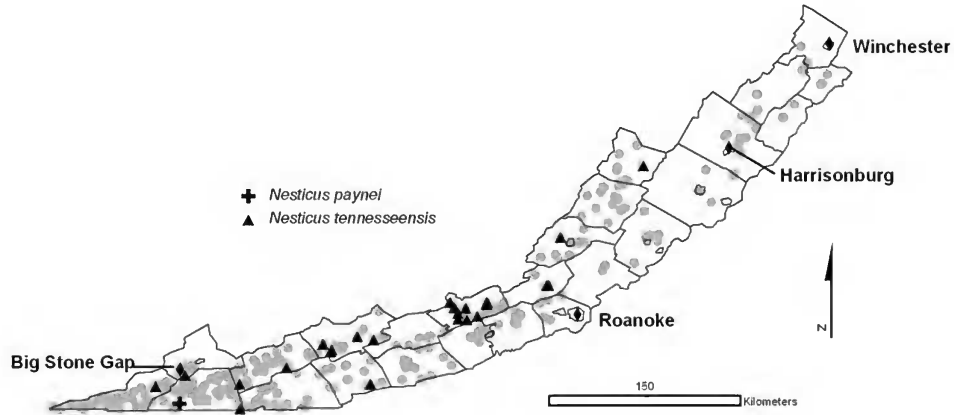 Winchester
Harrisonburg
Nesticus paynei
Nesticus tennesseensis
Roanoke
Big Stone Gap
N
150
Kilometers